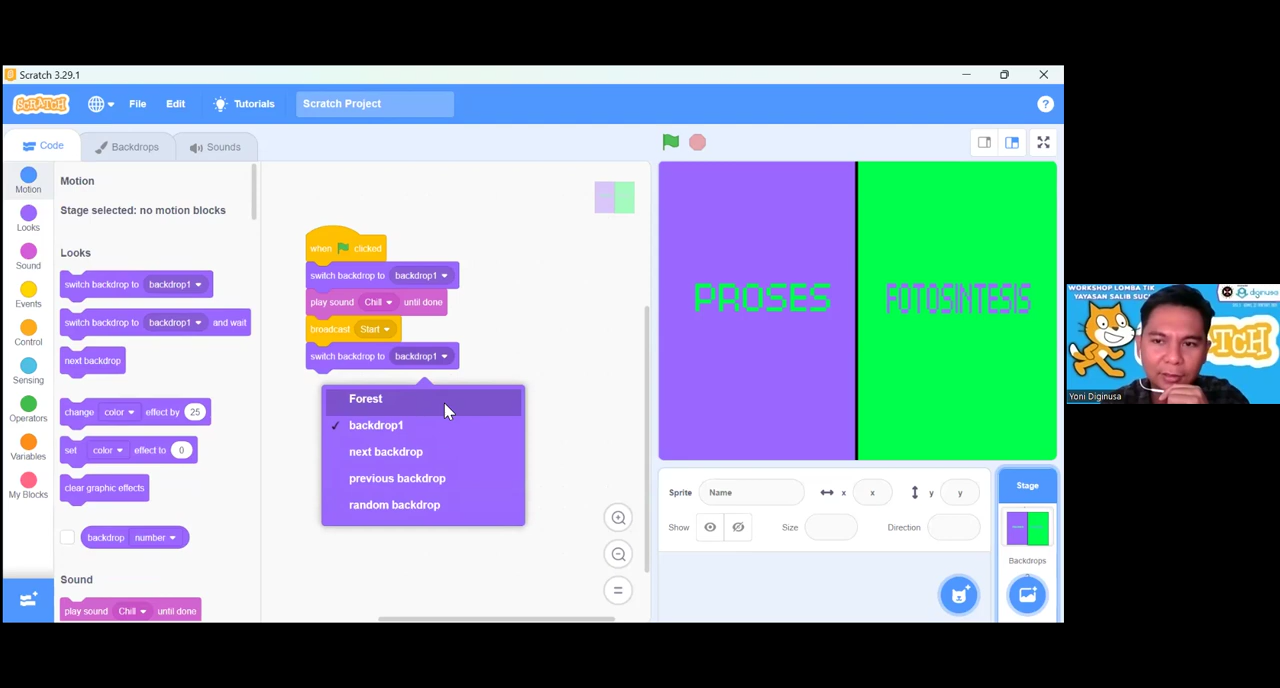 Scratch 3.29.1
SCRATCH
File
Edit
Tutorials
Scratch Project
?
Code
Backdrops
Sounds
Motion
Looks
Sound
Events
Control
Sensing
Operators
Variables
My Blocks
Motion
Stage selected: no motion blocks
Looks
switch backdrop to backdrop1
switch backdrop to backdrop1 and wait
next backdrop
change color effect by 25
set color effect to 0
clear graphic effects
backdrop number
Sound
play sound Chill until done
when clicked
switch backdrop to backdrop1
play sound Chill until done
broadcast Start
switch backdrop to backdrop1
Forest
✓ backdrop1
next backdrop
previous backdrop
random backdrop
PROSES
FOTOSINTESIS
Sprite Name x x y y
Show Size Direction
Stage
Backdrops
WORKSHOP LOMBA TIK
YAYASAN SALIB SUC
diginusa
Yoni Diginusa